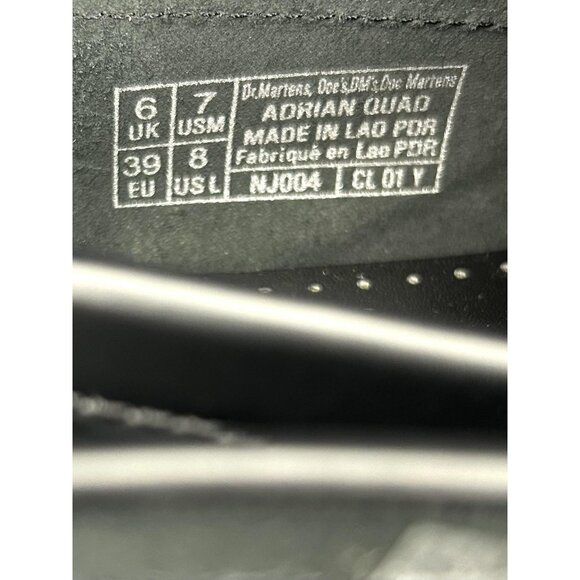 6 UK
7 USM
39 EU
8 US L
Dr.Martens, Doc's,DM's,Doc Martens
ADRIAN QUAD
MADE IN LAO PDR
Fabriqué en Lao PDR
NJ004 CL 01 Y